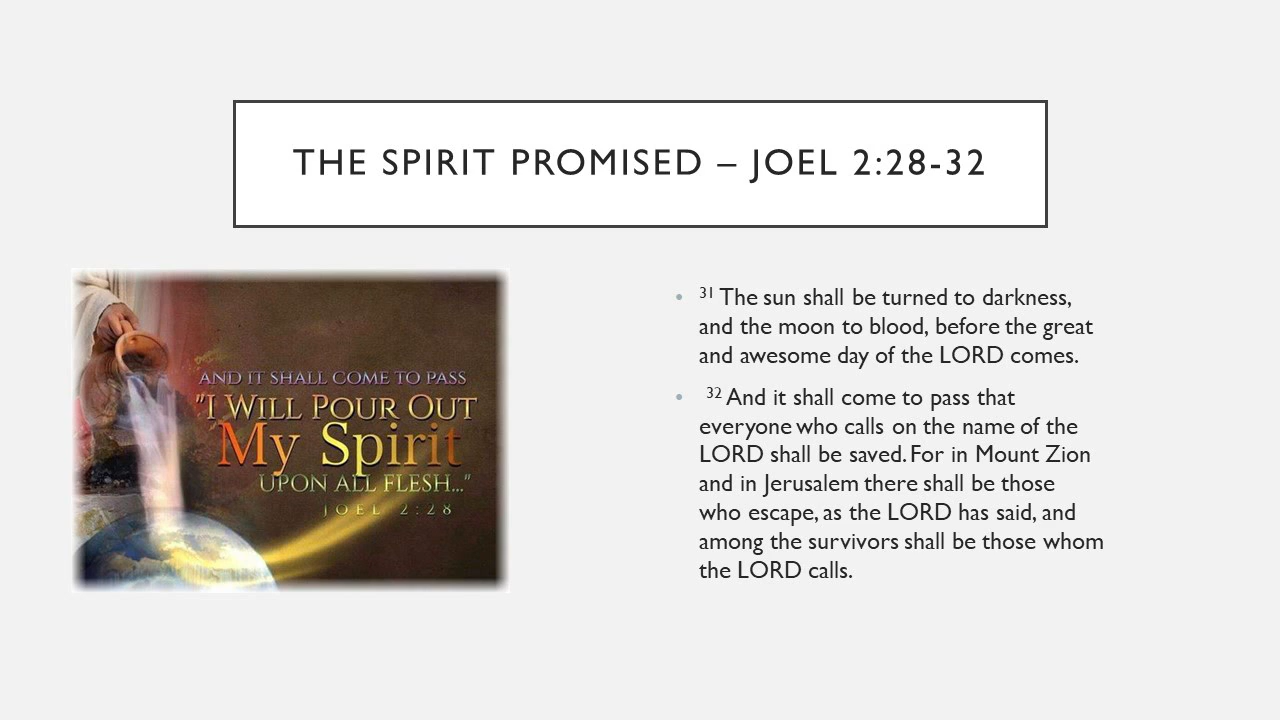 THE SPIRIT PROMISED – JOEL 2:28-32
AND IT SHALL COME TO PASS
"I WILL POUR OUT
My Spirit
UPON ALL FLESH..."
JOEL 2:28
• 31 The sun shall be turned to darkness,
and the moon to blood, before the great
and awesome day of the LORD comes.
• 32 And it shall come to pass that
everyone who calls on the name of the
LORD shall be saved. For in Mount Zion
and in Jerusalem there shall be those
who escape, as the LORD has said, and
among the survivors shall be those whom
the LORD calls.